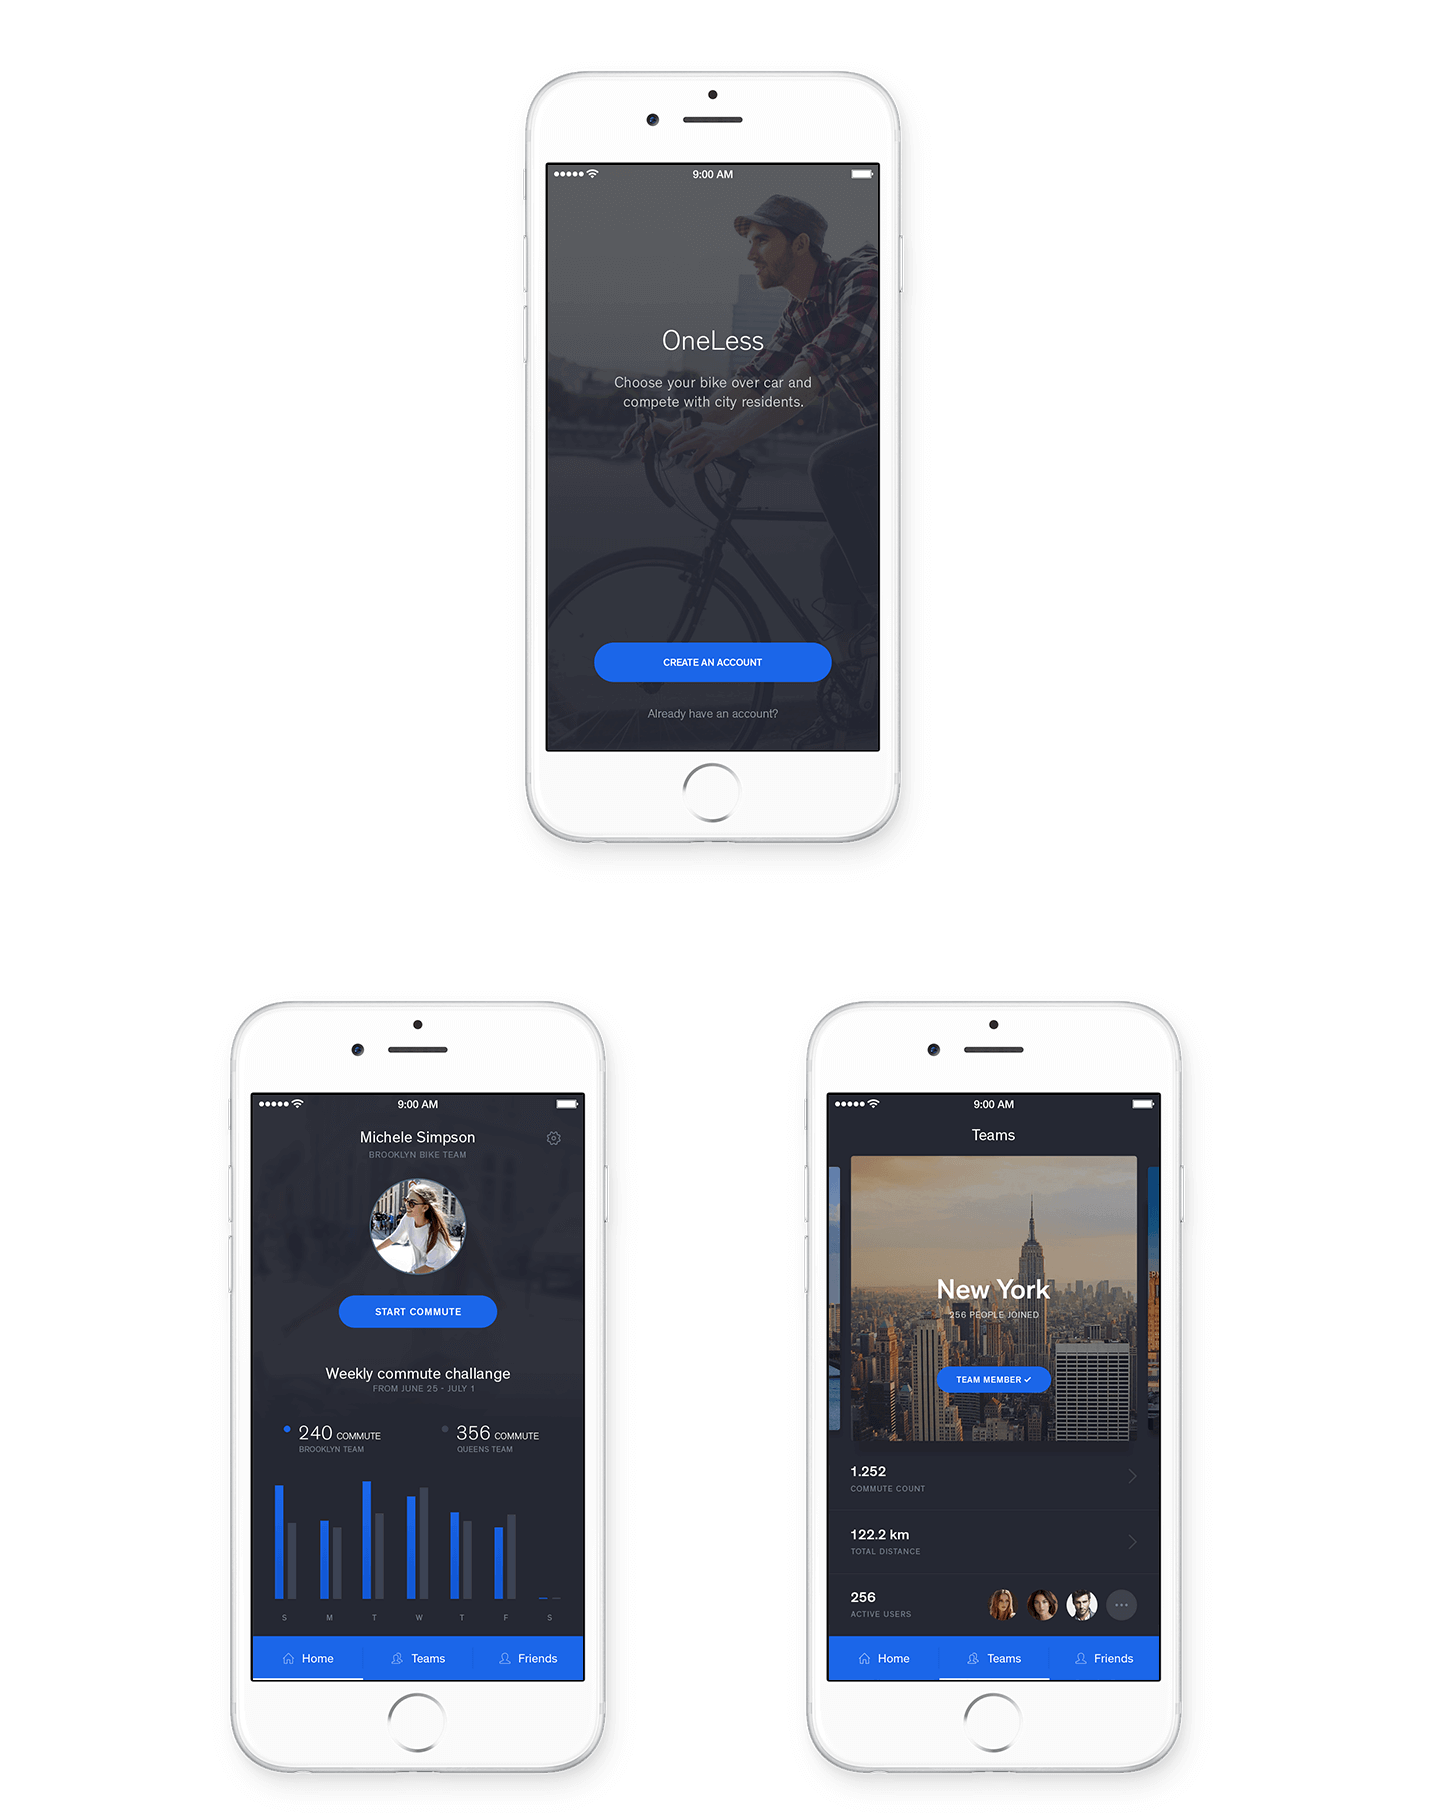 9:00 AM
OneLess
Choose your bike over car and
compete with city residents.
CREATE AN ACCOUNT
Already have an account?
9:00 AM
Michele Simpson
BROOKLYN BIKE TEAM
START COMMUTE
Weekly commute challange
FROM JUNE 25 - JULY 1
240 COMMUTE
BROOKLYN TEAM
356 COMMUTE
QUEENS TEAM
S M T W T F S
Home Teams Friends
9:00 AM
Teams
New York
256 PEOPLE JOINED
TEAM MEMBER
1.252
COMMUTE COUNT
122.2 km
TOTAL DISTANCE
256
ACTIVE USERS
Home Teams Friends